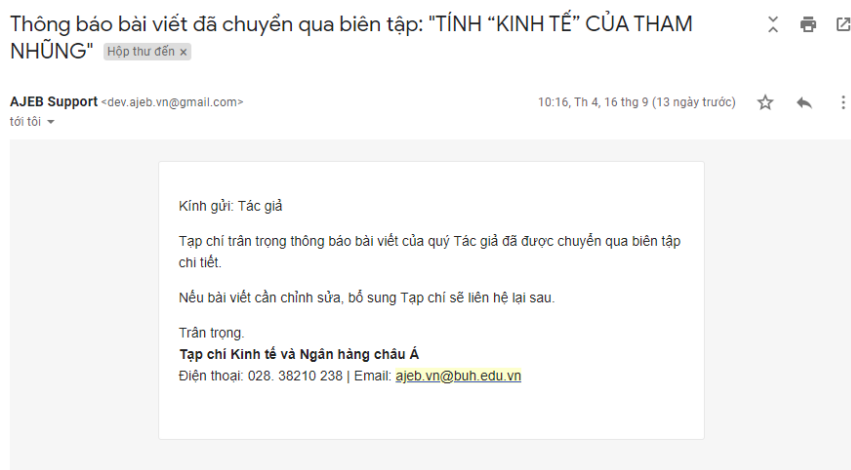 Thông báo bài viết đã chuyển qua biên tập: "TÍNH “KINH TẾ” CỦA THAM
NHŨNG" Hộp thư đến ×
AJEB Support <dev.ajeb.vn@gmail.com> 10:16, Th 4, 16 thg 9 (13 ngày trước)
tới tôi
Kính gửi: Tác giả
Tạp chí trân trọng thông báo bài viết của quý Tác giả đã được chuyển qua biên tập
chi tiết.
Nếu bài viết cần chỉnh sửa, bổ sung Tạp chí sẽ liên hệ lại sau.
Trân trọng.
Tạp chí Kinh tế và Ngân hàng châu Á
Điện thoại: 028. 38210 238 | Email: ajeb.vn@buh.edu.vn